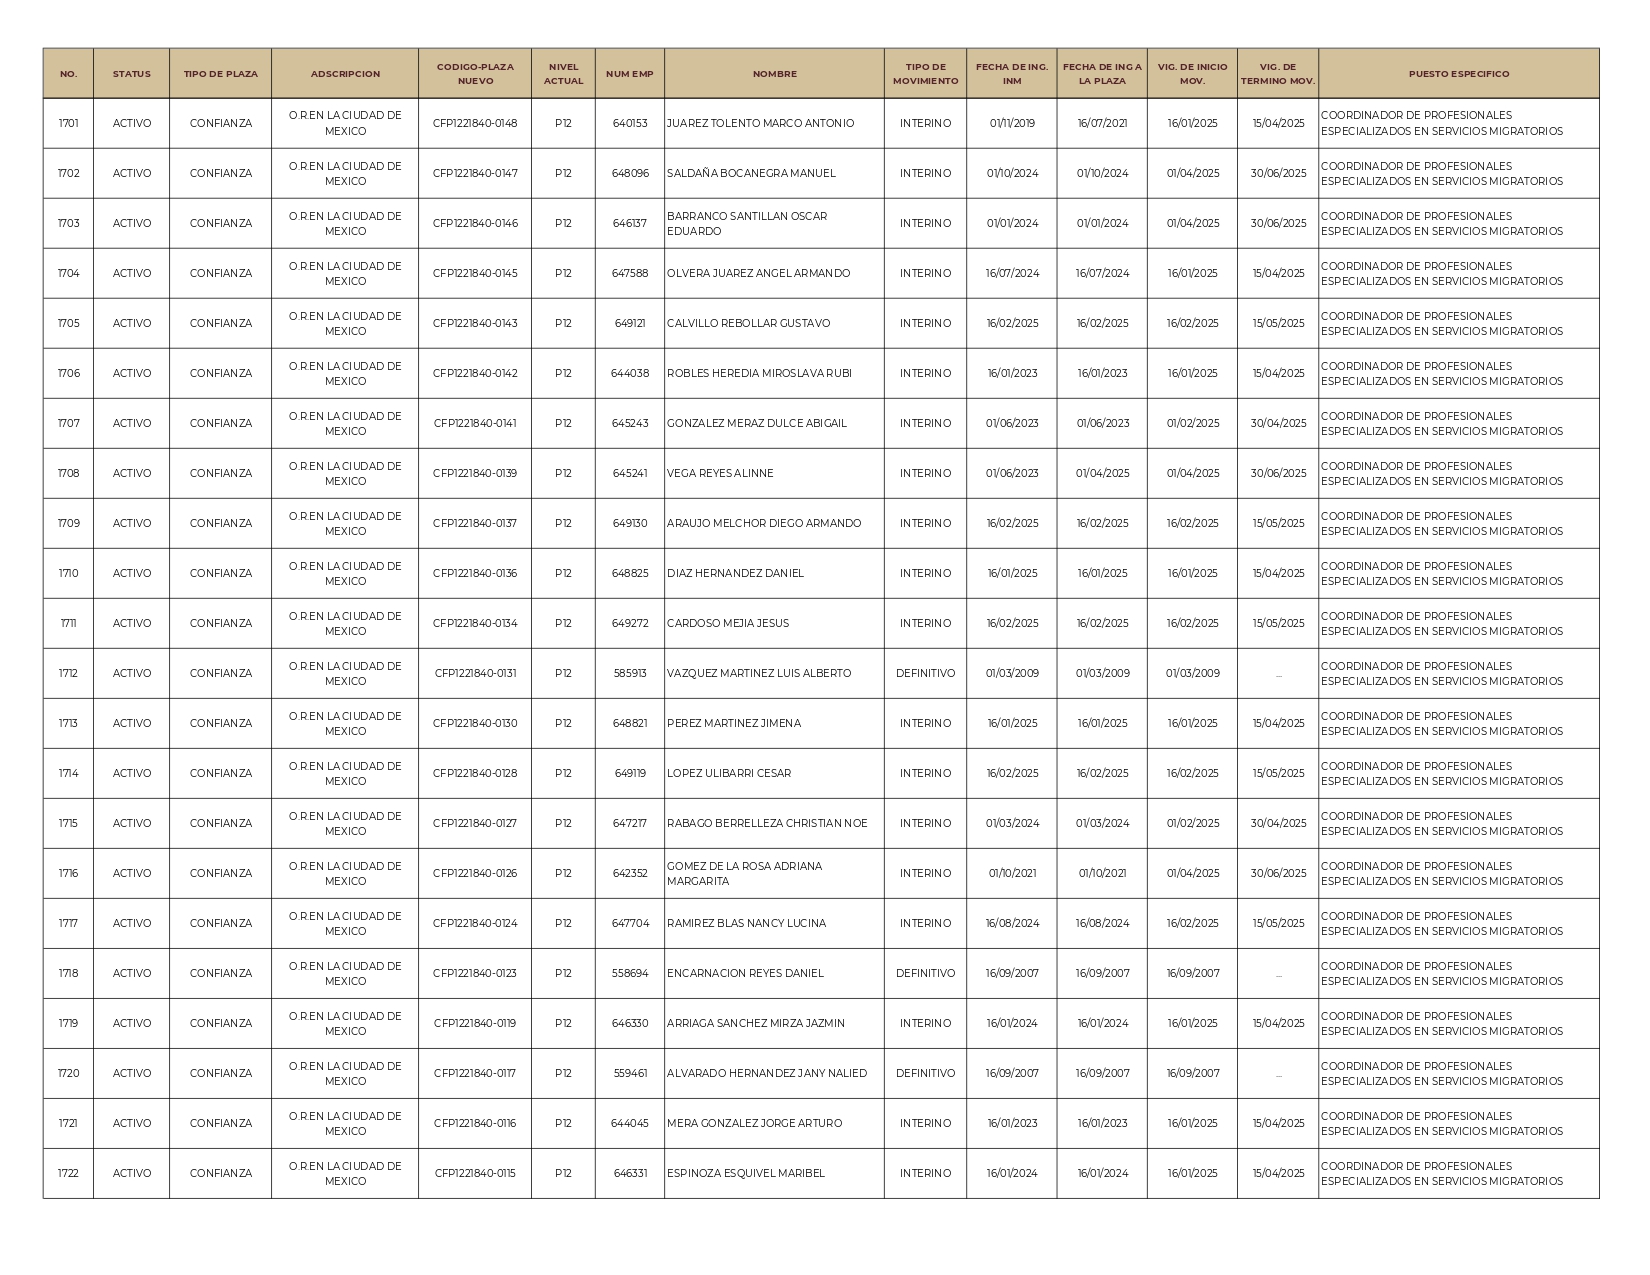 NO. STATUS TIPO DE PLAZA ADSCRIPCION CODIGO-PLAZA NUEVO NIVEL ACTUAL NUM EMP NOMBRE TIPO DE MOVIMIENTO FECHA DE ING. INM FECHA DE ING A LA PLAZA VIG. DE INICIO MOV. VIG. DE TERMINO MOV. PUESTO ESPECIFICO
1701 ACTIVO CONFIANZA O.R.EN LA CIUDAD DE MEXICO CFP1221840-0148 P12 640153 JUAREZ TOLENTO MARCO ANTONIO INTERINO 01/11/2019 16/07/2021 16/01/2025 15/04/2025 COORDINADOR DE PROFESIONALES ESPECIALIZADOS EN SERVICIOS MIGRATORIOS
1702 ACTIVO CONFIANZA O.R.EN LA CIUDAD DE MEXICO CFP1221840-0147 P12 648096 SALDAÑA BOCANEGRA MANUEL INTERINO 01/10/2024 01/10/2024 01/04/2025 30/06/2025 COORDINADOR DE PROFESIONALES ESPECIALIZADOS EN SERVICIOS MIGRATORIOS
1703 ACTIVO CONFIANZA O.R.EN LA CIUDAD DE MEXICO CFP1221840-0146 P12 646137 BARRANCO SANTILLAN OSCAR EDUARDO INTERINO 01/01/2024 01/01/2024 01/04/2025 30/06/2025 COORDINADOR DE PROFESIONALES ESPECIALIZADOS EN SERVICIOS MIGRATORIOS
1704 ACTIVO CONFIANZA O.R.EN LA CIUDAD DE MEXICO CFP1221840-0145 P12 647588 OLVERA JUAREZ ANGEL ARMANDO INTERINO 16/07/2024 16/07/2024 16/01/2025 15/04/2025 COORDINADOR DE PROFESIONALES ESPECIALIZADOS EN SERVICIOS MIGRATORIOS
1705 ACTIVO CONFIANZA O.R.EN LA CIUDAD DE MEXICO CFP1221840-0143 P12 649121 CALVILLO REBOLLAR GUSTAVO INTERINO 16/02/2025 16/02/2025 16/02/2025 15/05/2025 COORDINADOR DE PROFESIONALES ESPECIALIZADOS EN SERVICIOS MIGRATORIOS
1706 ACTIVO CONFIANZA O.R.EN LA CIUDAD DE MEXICO CFP1221840-0142 P12 644038 ROBLES HEREDIA MIROSLAVA RUBI INTERINO 16/01/2023 16/01/2023 16/01/2025 15/04/2025 COORDINADOR DE PROFESIONALES ESPECIALIZADOS EN SERVICIOS MIGRATORIOS
1707 ACTIVO CONFIANZA O.R.EN LA CIUDAD DE MEXICO CFP1221840-0141 P12 645243 GONZALEZ MERAZ DULCE ABIGAIL INTERINO 01/06/2023 01/06/2023 01/02/2025 30/04/2025 COORDINADOR DE PROFESIONALES ESPECIALIZADOS EN SERVICIOS MIGRATORIOS
1708 ACTIVO CONFIANZA O.R.EN LA CIUDAD DE MEXICO CFP1221840-0139 P12 645241 VEGA REYES ALINNE INTERINO 01/06/2023 01/04/2025 01/04/2025 30/06/2025 COORDINADOR DE PROFESIONALES ESPECIALIZADOS EN SERVICIOS MIGRATORIOS
1709 ACTIVO CONFIANZA O.R.EN LA CIUDAD DE MEXICO CFP1221840-0137 P12 649130 ARAUJO MELCHOR DIEGO ARMANDO INTERINO 16/02/2025 16/02/2025 16/02/2025 15/05/2025 COORDINADOR DE PROFESIONALES ESPECIALIZADOS EN SERVICIOS MIGRATORIOS
1710 ACTIVO CONFIANZA O.R.EN LA CIUDAD DE MEXICO CFP1221840-0136 P12 648825 DIAZ HERNANDEZ DANIEL INTERINO 16/01/2025 16/01/2025 16/01/2025 15/04/2025 COORDINADOR DE PROFESIONALES ESPECIALIZADOS EN SERVICIOS MIGRATORIOS
1711 ACTIVO CONFIANZA O.R.EN LA CIUDAD DE MEXICO CFP1221840-0134 P12 649272 CARDOSO MEJIA JESUS INTERINO 16/02/2025 16/02/2025 16/02/2025 15/05/2025 COORDINADOR DE PROFESIONALES ESPECIALIZADOS EN SERVICIOS MIGRATORIOS
1712 ACTIVO CONFIANZA O.R.EN LA CIUDAD DE MEXICO CFP1221840-0131 P12 585913 VAZQUEZ MARTINEZ LUIS ALBERTO DEFINITIVO 01/03/2009 01/03/2009 01/03/2009 ... COORDINADOR DE PROFESIONALES ESPECIALIZADOS EN SERVICIOS MIGRATORIOS
1713 ACTIVO CONFIANZA O.R.EN LA CIUDAD DE MEXICO CFP1221840-0130 P12 648821 PEREZ MARTINEZ JIMENA INTERINO 16/01/2025 16/01/2025 16/01/2025 15/04/2025 COORDINADOR DE PROFESIONALES ESPECIALIZADOS EN SERVICIOS MIGRATORIOS
1714 ACTIVO CONFIANZA O.R.EN LA CIUDAD DE MEXICO CFP1221840-0128 P12 649119 LOPEZ ULIBARRI CESAR INTERINO 16/02/2025 16/02/2025 16/02/2025 15/05/2025 COORDINADOR DE PROFESIONALES ESPECIALIZADOS EN SERVICIOS MIGRATORIOS
1715 ACTIVO CONFIANZA O.R.EN LA CIUDAD DE MEXICO CFP1221840-0127 P12 647217 RABAGO BERRELLEZA CHRISTIAN NOE INTERINO 01/03/2024 01/03/2024 01/02/2025 30/04/2025 COORDINADOR DE PROFESIONALES ESPECIALIZADOS EN SERVICIOS MIGRATORIOS
1716 ACTIVO CONFIANZA O.R.EN LA CIUDAD DE MEXICO CFP1221840-0126 P12 642352 GOMEZ DE LA ROSA ADRIANA MARGARITA INTERINO 01/10/2021 01/10/2021 01/04/2025 30/06/2025 COORDINADOR DE PROFESIONALES ESPECIALIZADOS EN SERVICIOS MIGRATORIOS
1717 ACTIVO CONFIANZA O.R.EN LA CIUDAD DE MEXICO CFP1221840-0124 P12 647704 RAMIREZ BLAS NANCY LUCINA INTERINO 16/08/2024 16/08/2024 16/02/2025 15/05/2025 COORDINADOR DE PROFESIONALES ESPECIALIZADOS EN SERVICIOS MIGRATORIOS
1718 ACTIVO CONFIANZA O.R.EN LA CIUDAD DE MEXICO CFP1221840-0123 P12 558694 ENCARNACION REYES DANIEL DEFINITIVO 16/09/2007 16/09/2007 16/09/2007 ... COORDINADOR DE PROFESIONALES ESPECIALIZADOS EN SERVICIOS MIGRATORIOS
1719 ACTIVO CONFIANZA O.R.EN LA CIUDAD DE MEXICO CFP1221840-0119 P12 646330 ARRIAGA SANCHEZ MIRZA JAZMIN INTERINO 16/01/2024 16/01/2024 16/01/2025 15/04/2025 COORDINADOR DE PROFESIONALES ESPECIALIZADOS EN SERVICIOS MIGRATORIOS
1720 ACTIVO CONFIANZA O.R.EN LA CIUDAD DE MEXICO CFP1221840-0117 P12 559461 ALVARADO HERNANDEZ JANY NALIED DEFINITIVO 16/09/2007 16/09/2007 16/09/2007 ... COORDINADOR DE PROFESIONALES ESPECIALIZADOS EN SERVICIOS MIGRATORIOS
1721 ACTIVO CONFIANZA O.R.EN LA CIUDAD DE MEXICO CFP1221840-0116 P12 644045 MERA GONZALEZ JORGE ARTURO INTERINO 16/01/2023 16/01/2023 16/01/2025 15/04/2025 COORDINADOR DE PROFESIONALES ESPECIALIZADOS EN SERVICIOS MIGRATORIOS
1722 ACTIVO CONFIANZA O.R.EN LA CIUDAD DE MEXICO CFP1221840-0115 P12 646331 ESPINOZA ESQUIVEL MARIBEL INTERINO 16/01/2024 16/01/2024 16/01/2025 15/04/2025 COORDINADOR DE PROFESIONALES ESPECIALIZADOS EN SERVICIOS MIGRATORIOS